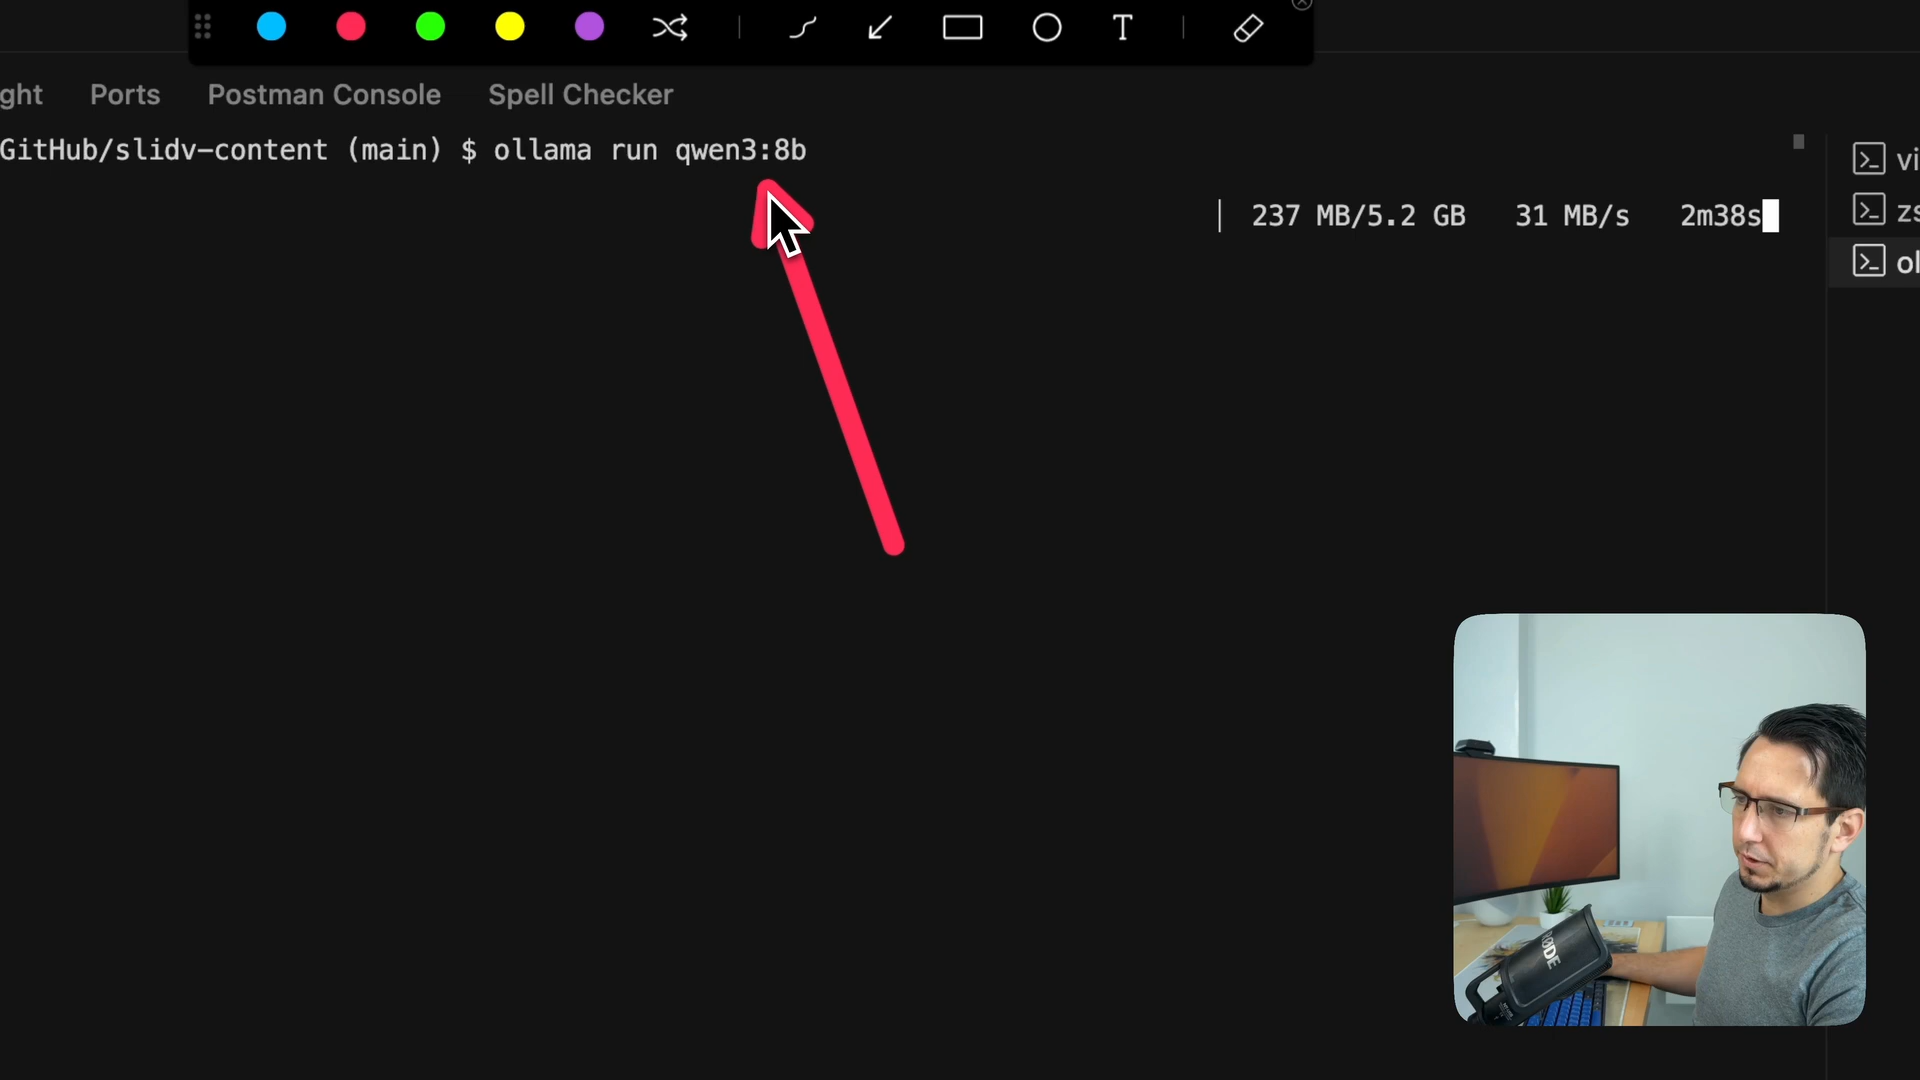 T
ght Ports Postman Console Spell Checker
GitHub/slidv-content (main) $ ollama run qwen3:8b
237 MB/5.2 GB 31 MB/s 2m38s
vi
zs
ol
RØDE